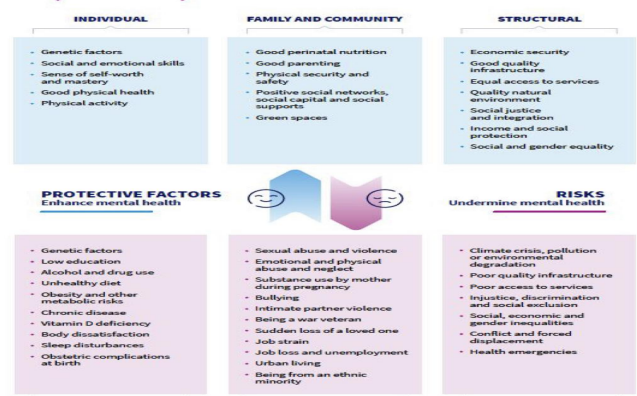 INDIVIDUAL
FAMILY AND COMMUNITY
STRUCTURAL
- Genetic factors
- Social and emotional skills
- Sense of self-worth
and mastery
- Good physical health
- Physical activity
- Good perinatal nutrition
- Good parenting
- Physical security and
safety
- Positive social networks,
social capital and social
supports
- Green spaces
- Economic security
- Good quality
infrastructure
- Equal access to services
- Quality natural
environment
- Social justice
and integration
- Income and social
protection
- Social and gender equality
PROTECTIVE FACTORS
Enhance mental health
RISKS
Undermine mental health
- Genetic factors
- Low education
- Alcohol and drug use
- Unhealthy diet
- Obesity and other
metabolic risks
- Chronic disease
- Vitamin D deficiency
- Body dissatisfaction
- Sleep disturbances
- Obstetric complications
at birth
- Sexual abuse and violence
- Emotional and physical
abuse and neglect
- Substance use by mother
during pregnancy
- Bullying
- Intimate partner violence
- Being a war veteran
- Sudden loss of a loved one
- Job strain
- Job loss and unemployment
- Urban living
- Being from an ethnic
minority
- Climate crisis, pollution
or environmental
degradation
- Poor quality infrastructure
- Poor access to services
- Injustice, discrimination
and social exclusion
- Social, economic and
gender inequalities
- Conflict and forced
displacement
- Health emergencies